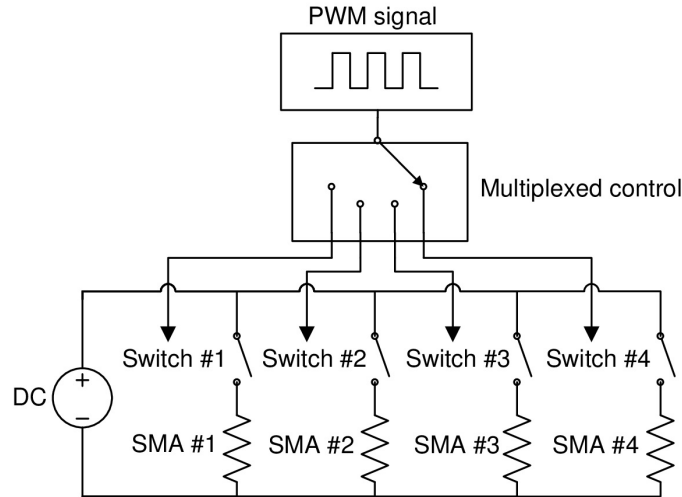 PWM signal
Multiplexed control
Switch #1 Switch #2 Switch #3 Switch #4
DC + −
SMA #1 SMA #2 SMA #3 SMA #4